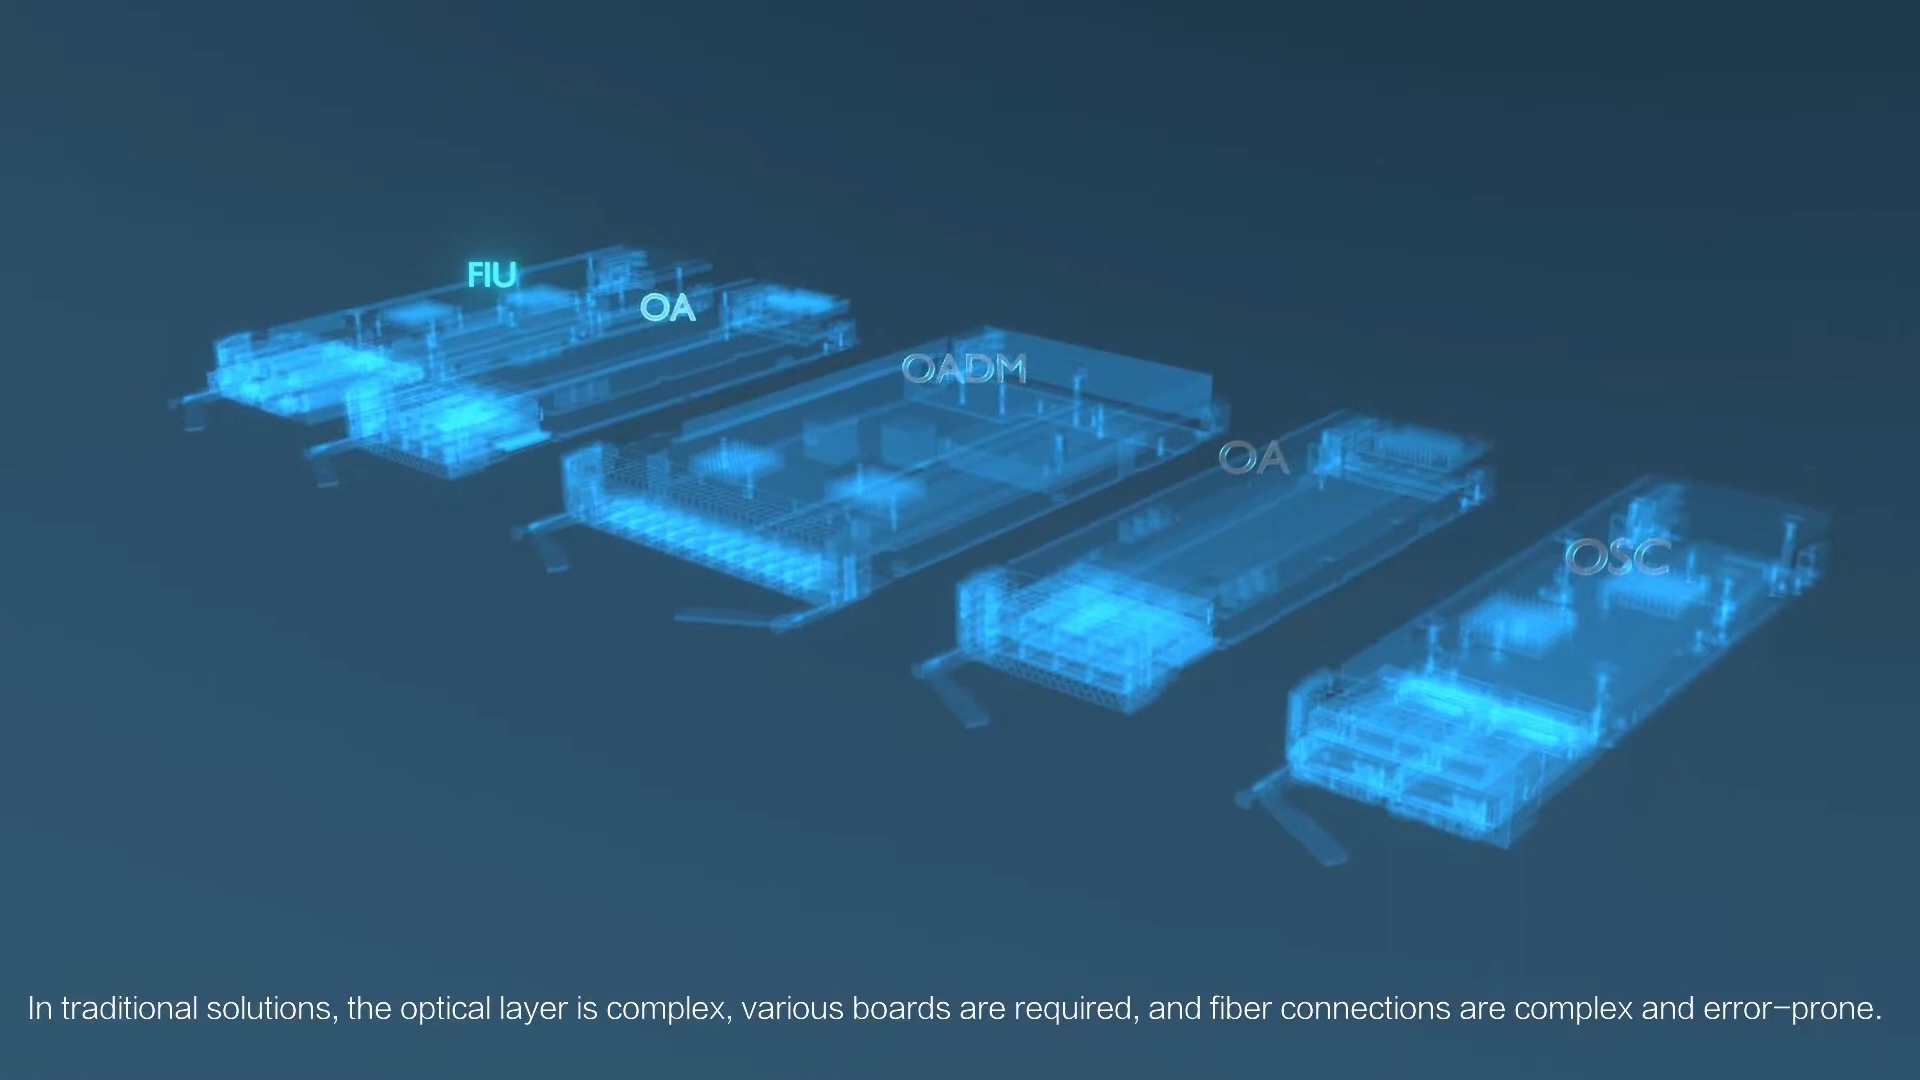 FIU
OA
OADM
OA
OSC
In traditional solutions, the optical layer is complex, various boards are required, and fiber connections are complex and error-prone.